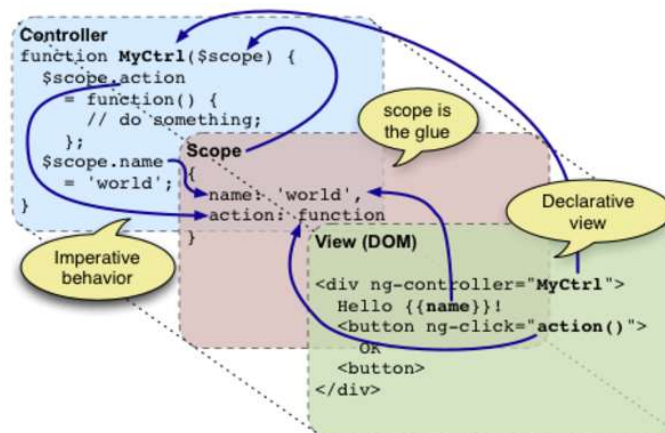 Controller
function MyCtrl($scope) {
$scope.action
= function() {
// do something;
};
$scope.name
= 'world';
}
Imperative
behavior
scope is
the glue
Scope
{
name: 'world',
action: function
}
Declarative
view
View (DOM)
<div ng-controller="MyCtrl">
Hello {{name}}!
<button ng-click="action()">
OK
<button>
</div>